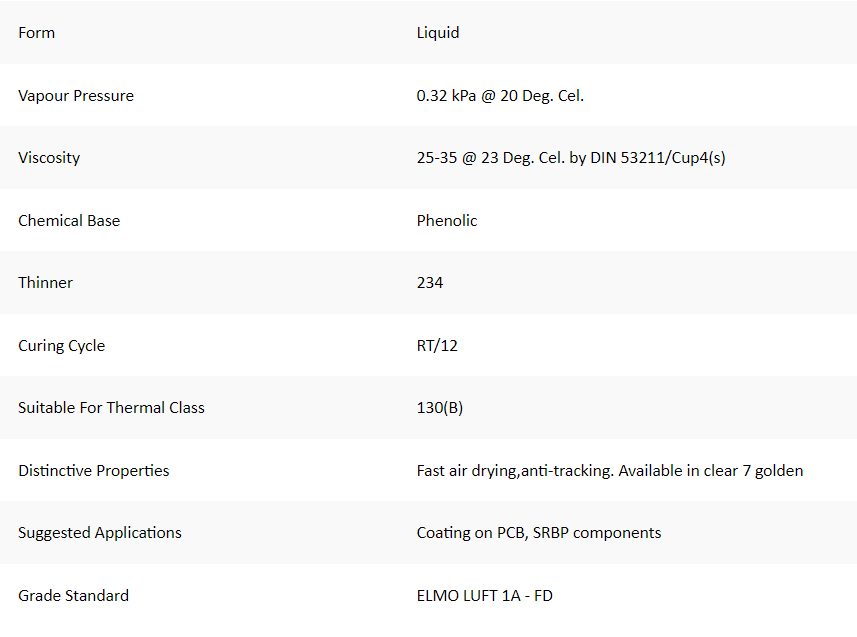 Form Liquid
Vapour Pressure 0.32 kPa @ 20 Deg. Cel.
Viscosity 25-35 @ 23 Deg. Cel. by DIN 53211/Cup4(s)
Chemical Base Phenolic
Thinner 234
Curing Cycle RT/12
Suitable For Thermal Class 130(B)
Distinctive Properties Fast air drying,anti-tracking. Available in clear 7 golden
Suggested Applications Coating on PCB, SRBP components
Grade Standard ELMO LUFT 1A - FD